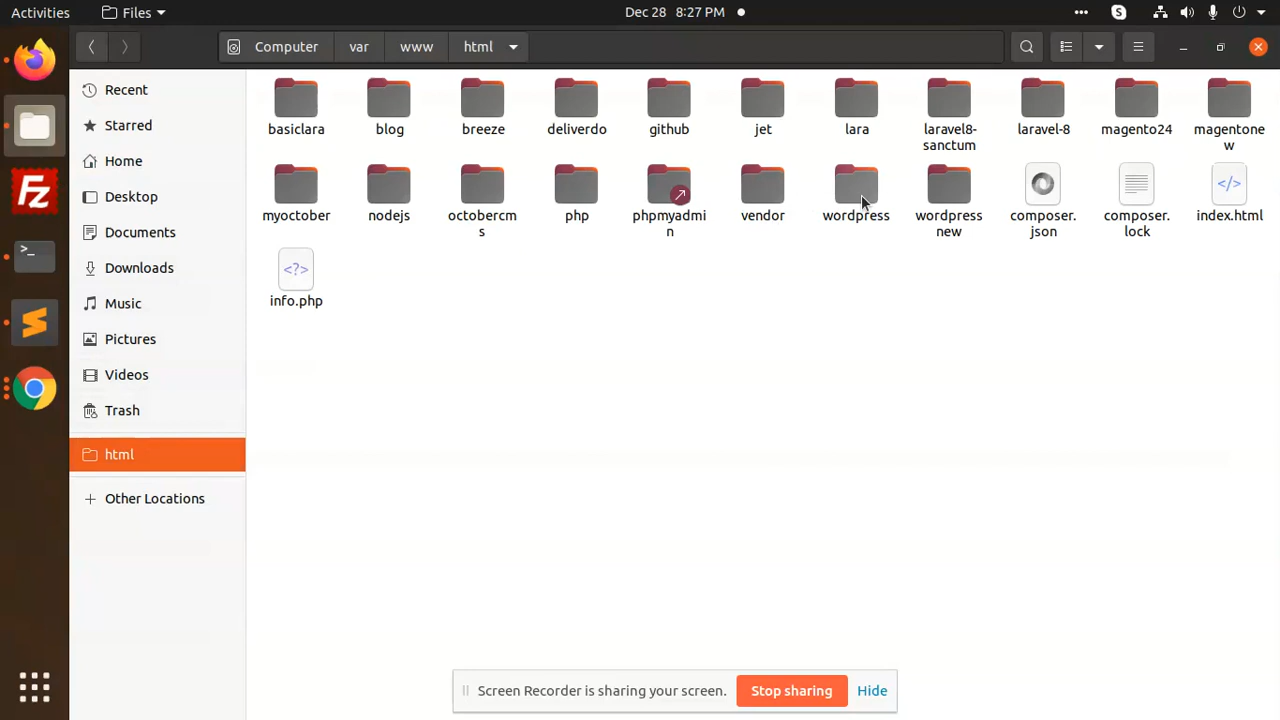 Activities Files Dec 28 8:27 PM
Computer var www html
Recent
Starred
Home
Desktop
Documents
Downloads
Music
Pictures
Videos
Trash
html
+ Other Locations
basiclara blog breeze deliverdo github jet lara laravel8- laravel-8 magento24 magentone
sanctum w
myoctober nodejs octobercm php phpmyadmi vendor wordpress wordpress composer. composer. index.html
s n new json lock
info.php
Screen Recorder is sharing your screen. Stop sharing Hide